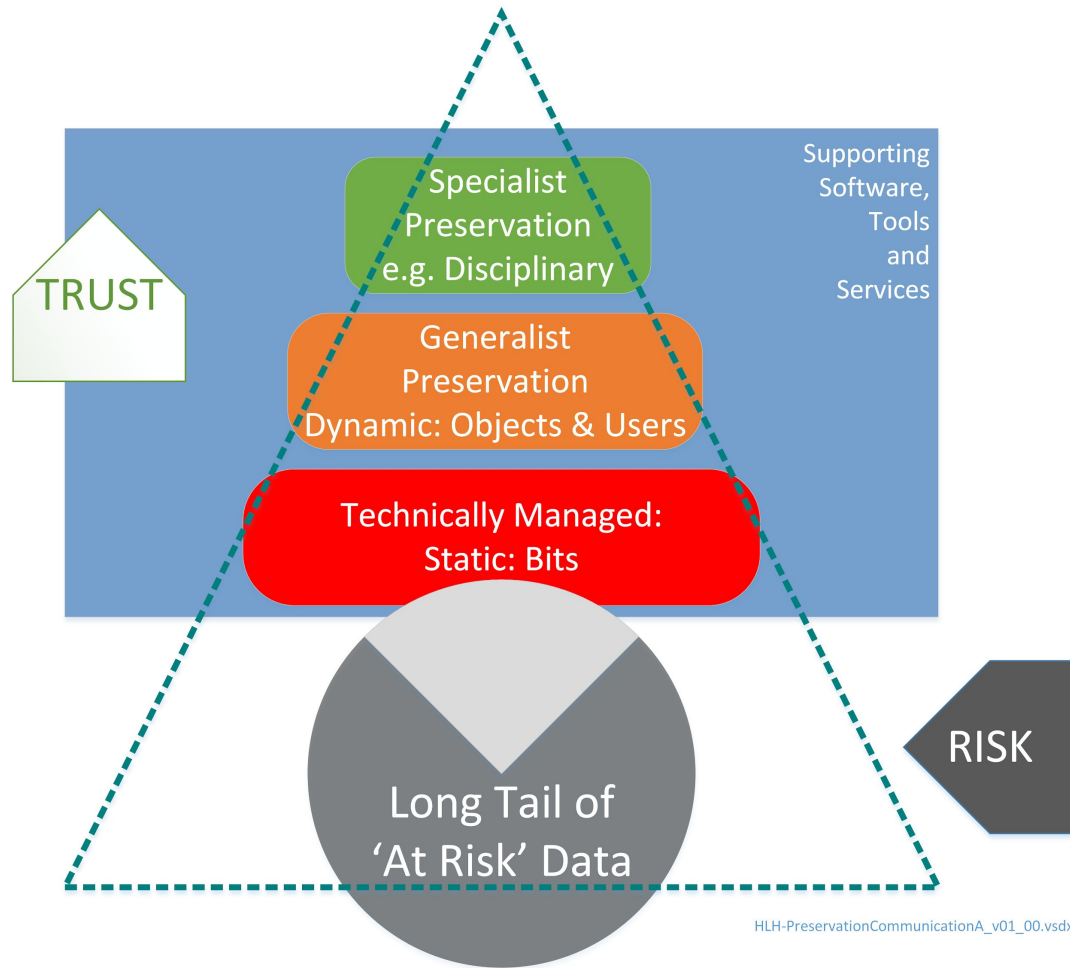 Supporting
Software,
Tools
and
Services
Specialist
Preservation
e.g. Disciplinary
TRUST
Generalist
Preservation
Dynamic: Objects & Users
Technically Managed:
Static: Bits
RISK
Long Tail of
‘At Risk’ Data
HLH-PreservationCommunicationA_v01_00.vsdx